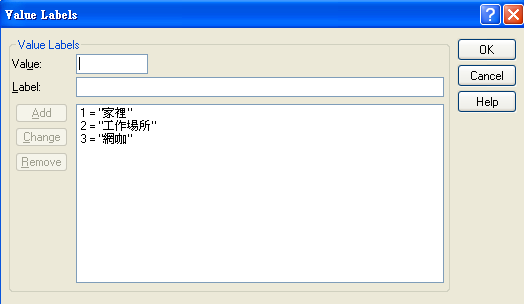 Value Labels
Value Labels
Value:
Label:
Add
Change
Remove
1 = "家裡"
2 = "工作場所"
3 = "網咖"
OK
Cancel
Help